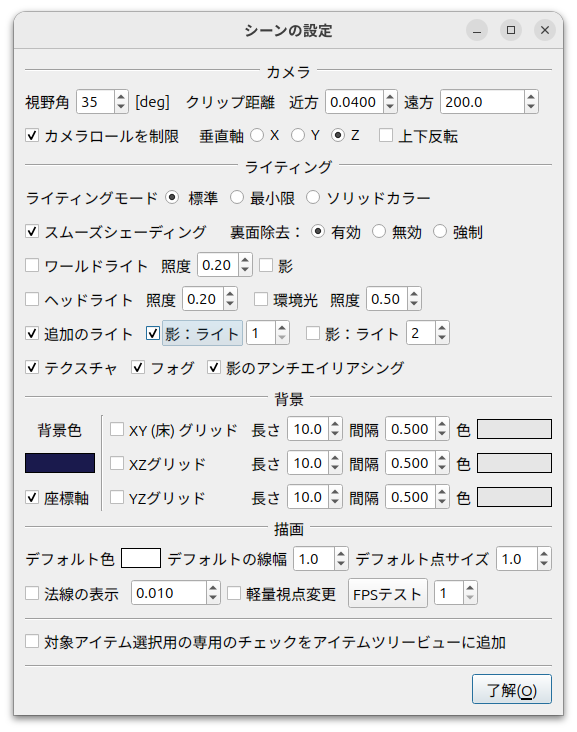 シーンの設定
カメラ
視野角 35 [deg] クリップ距離 近方 0.0400 遠方 200.0
カメラロールを制限 垂直軸 X Y Z 上下反転
ライティング
ライティングモード 標準 最小限 ソリッドカラー
スムーズシェーディング 裏面除去： 有効 無効 強制
ワールドライト 照度 0.20 影
ヘッドライト 照度 0.20 環境光 照度 0.50
追加のライト 影：ライト 1 影：ライト 2
テクスチャ フォグ 影のアンチエイリアシング
背景
背景色 XY (床) グリッド 長さ 10.0 間隔 0.500 色
XZグリッド 長さ 10.0 間隔 0.500 色
座標軸 YZグリッド 長さ 10.0 間隔 0.500 色
描画
デフォルト色 デフォルトの線幅 1.0 デフォルト点サイズ 1.0
法線の表示 0.010 軽量視点変更 FPSテスト 1
対象アイテム選択用の専用のチェックをアイテムツリービューに追加
了解(O)